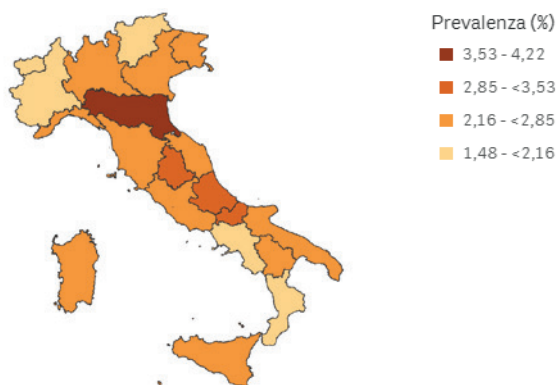 Prevalenza (%)
3,53 - 4,22
2,85 - <3,53
2,16 - <2,85
1,48 - <2,16